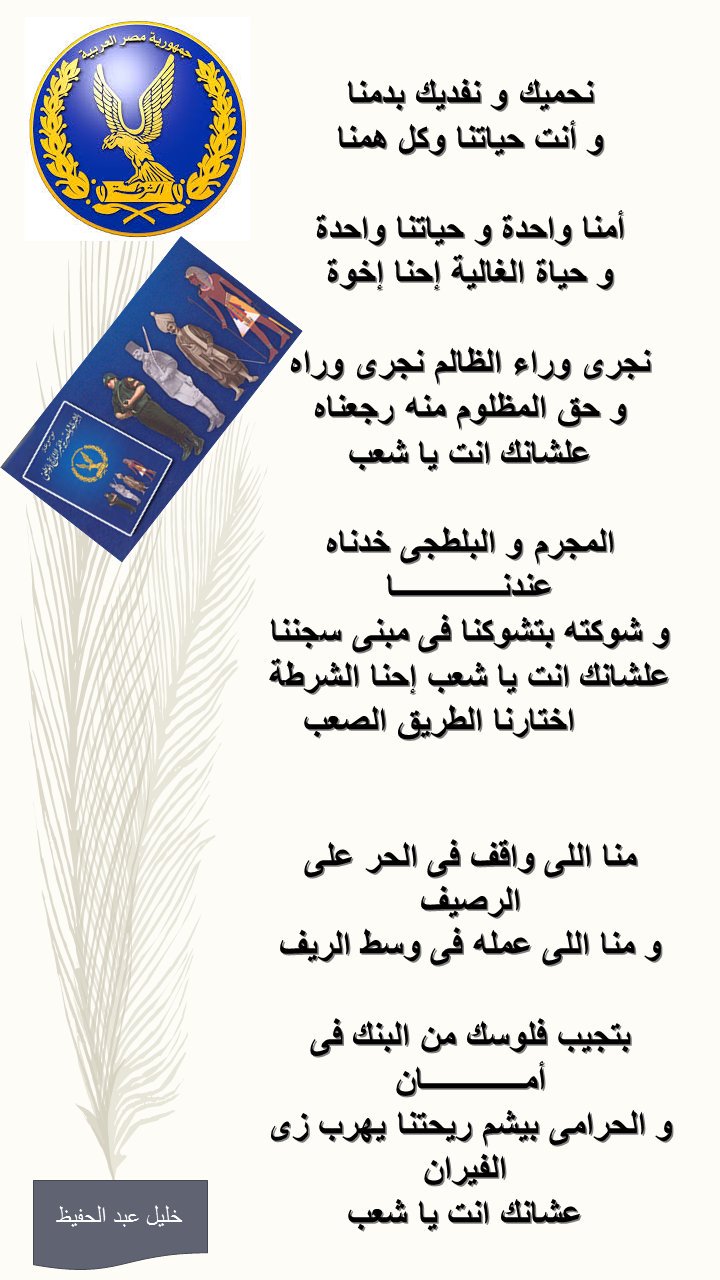 جمهورية مصر العربية
نحميك و نفديك بدمنا
و أنت حياتنا وكل همنا
أمنا واحدة و حياتنا واحدة
و حياة الغالية إحنا إخوة
نجرى وراء الظالم نجرى وراه
و حق المظلوم منه رجعناه
علشانك انت يا شعب
المجرم و البلطجى خدناه
عندنـــــــــــــا
و شوكته بتشوكنا فى مبنى سجننا
علشانك انت يا شعب إحنا الشرطة
اختارنا الطريق الصعب
منا اللى واقف فى الحر على
الرصيف
و منا اللى عمله فى وسط الريف
بتجيب فلوسك من البنك فى
أمـــــــــــــان
و الحرامى بيشم ريحتنا يهرب زى
الفيران
عشانك انت يا شعب
خليل عبد الحفيظ